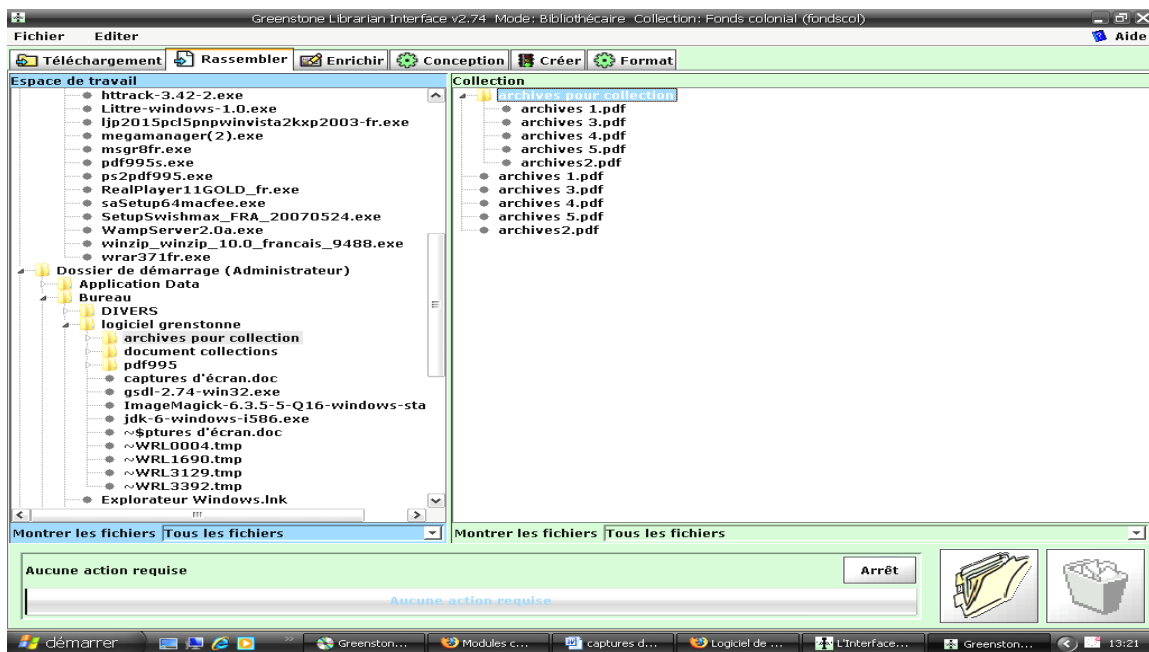 Greenstone Librarian Interface v2.74 Mode: Bibliothécaire Collection: Fonds colonial (fondscol)
Fichier Editer Aide
Téléchargement Rassembler Enrichir Conception Créer Format
Espace de travail
httrack-3.42-2.exe
Littre-windows-1.0.exe
ljp2015pcl5pnpwinvista2kxp2003-fr.exe
megamanager(2).exe
msgr8fr.exe
pdf995s.exe
ps2pdf995.exe
RealPlayer11GOLD_fr.exe
saSetup64macfee.exe
SetupSwishmax_FRA_20070524.exe
WampServer2.0a.exe
winzip_winzip_10.0_francais_9488.exe
wrar371fr.exe
Dossier de démarrage (Administrateur)
Application Data
Bureau
DIVERS
logiciel grenstonne
archives pour collection
document collections
pdf995
captures d'écran.doc
gsdl-2.74-win32.exe
ImageMagick-6.3.5-5-Q16-windows-sta
jdk-6-windows-i586.exe
~$ptures d'écran.doc
~WRL0004.tmp
~WRL1690.tmp
~WRL3129.tmp
~WRL3392.tmp
Explorateur Windows.lnk
Montrer les fichiers Tous les fichiers
Collection
archives pour collection
archives 1.pdf
archives 3.pdf
archives 4.pdf
archives 5.pdf
archives2.pdf
archives 1.pdf
archives 3.pdf
archives 4.pdf
archives 5.pdf
archives2.pdf
Montrer les fichiers Tous les fichiers
Aucune action requise
Arrêt
Aucune action requise
démarrer Greenston... Modules c... captures d... Logiciel de ... L'Interface... Greenston... 13:21